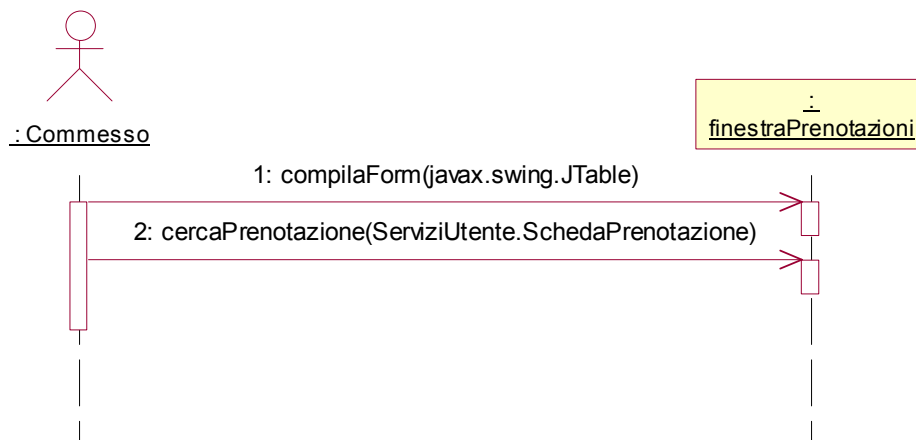 : Commesso
:
finestraPrenotazioni
1: compilaForm(javax.swing.JTable)
2: cercaPrenotazione(ServiziUtente.SchedaPrenotazione)